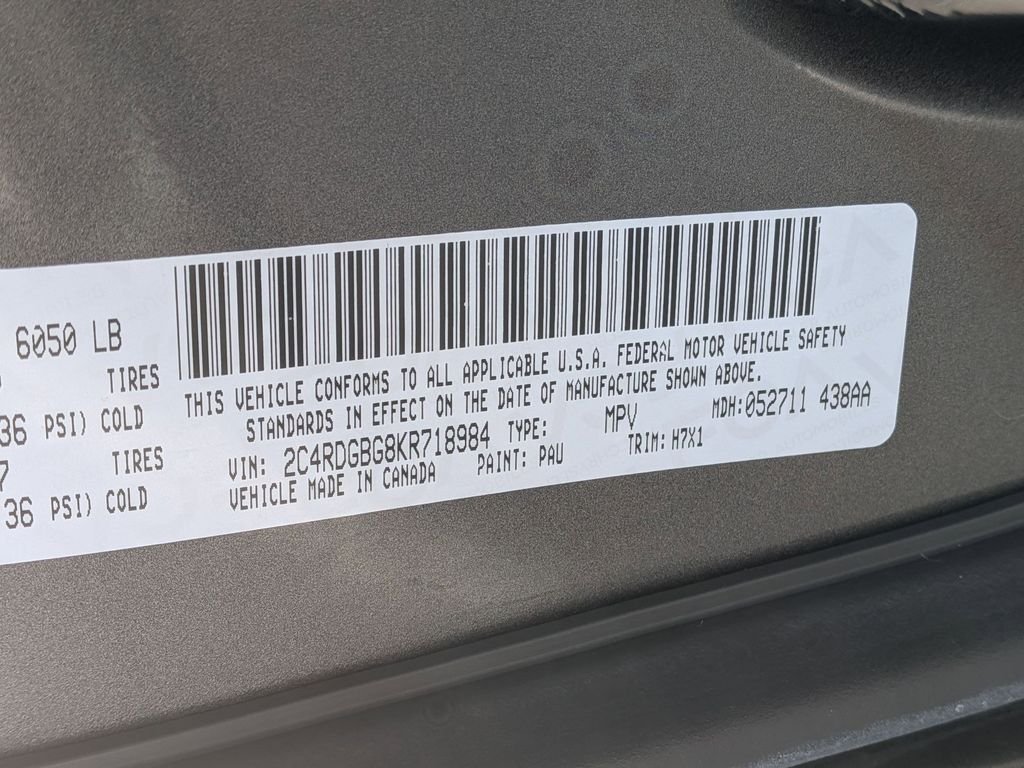 6050 LB
TIRES
36 PSI) COLD
7 TIRES
36 PSI) COLD
THIS VEHICLE CONFORMS TO ALL APPLICABLE U.S.A. FEDERAL MOTOR VEHICLE SAFETY
STANDARDS IN EFFECT ON THE DATE OF MANUFACTURE SHOWN ABOVE.
VIN: 2C4RDGBG8KR718984 TYPE: MPV MDH:052711 438AA
VEHICLE MADE IN CANADA PAINT: PAU TRIM: H7X1